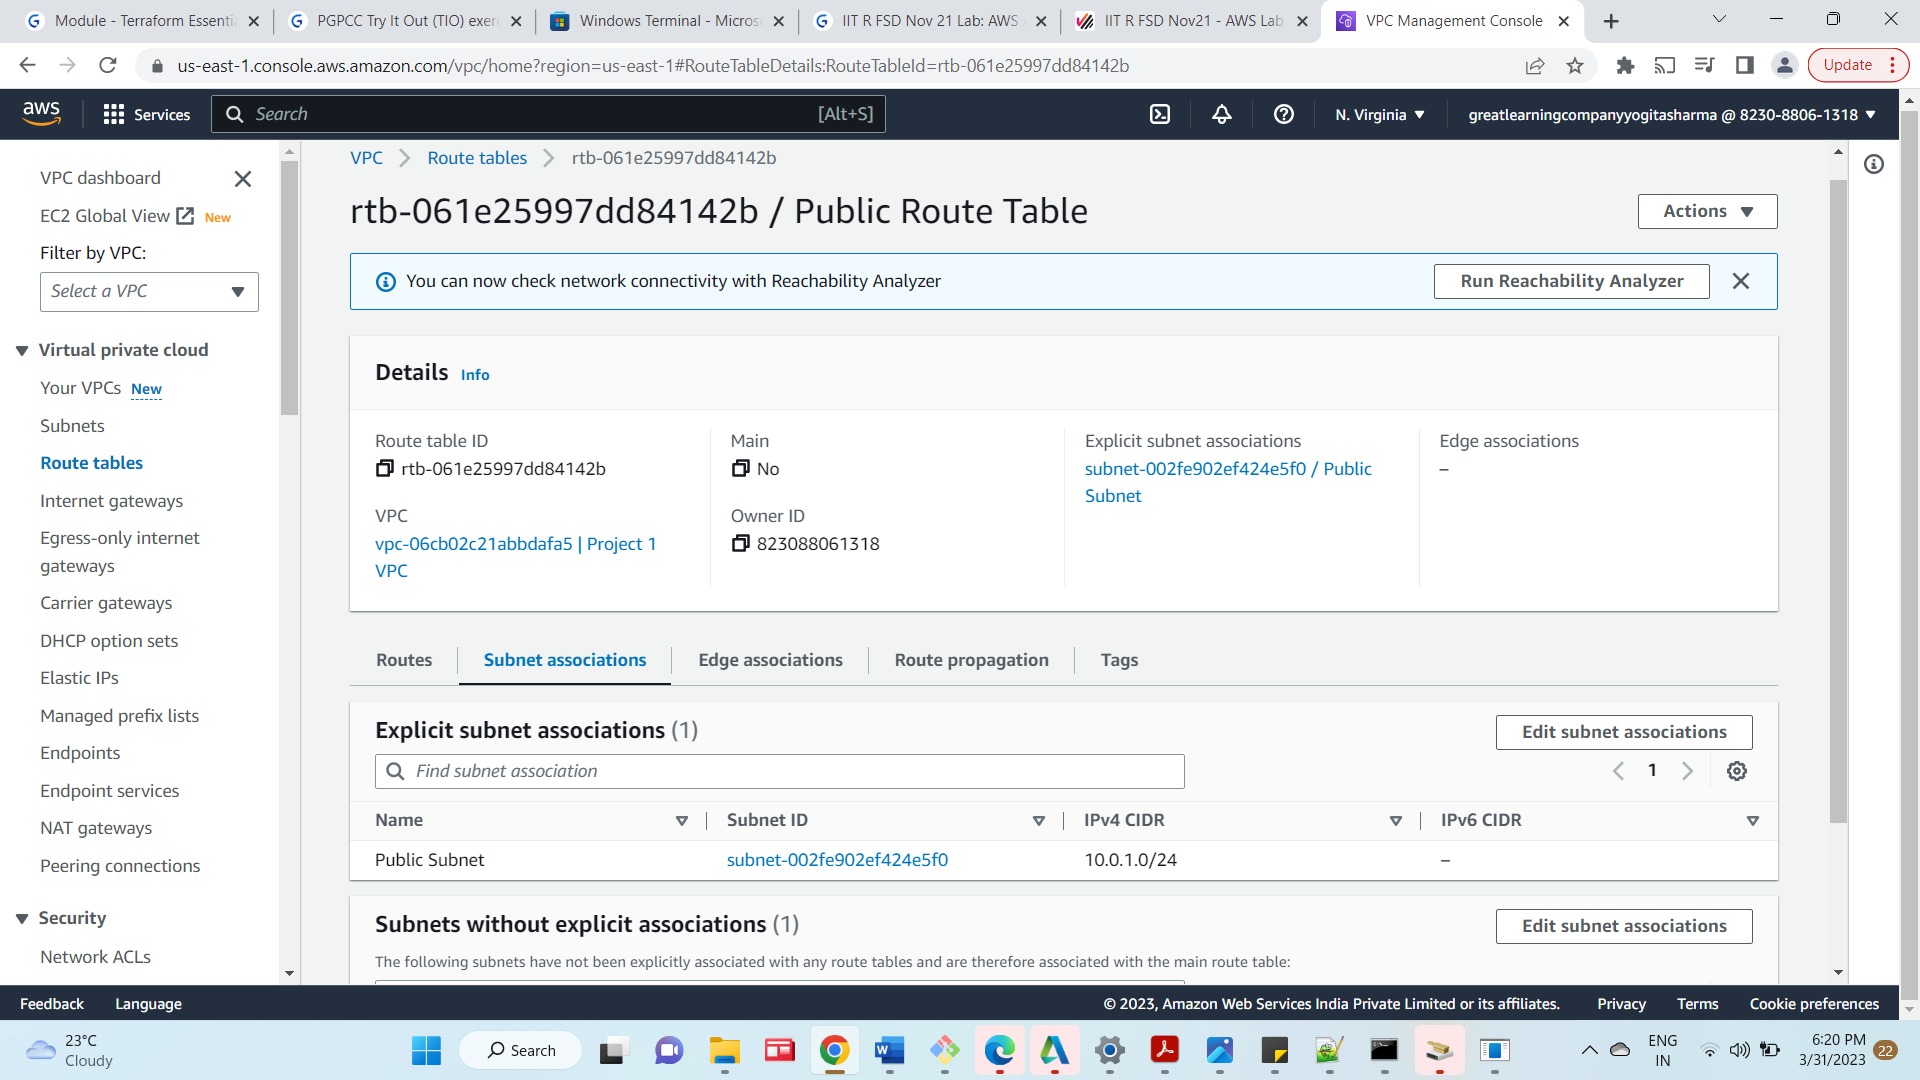 Module - Terraform Essenti
PGPCC Try It Out (TIO) exer
Windows Terminal - Micros
IIT R FSD Nov 21 Lab: AWS
IIT R FSD Nov21 - AWS Lab
VPC Management Console
us-east-1.console.aws.amazon.com/vpc/home?region=us-east-1#RouteTableDetails:RouteTableId=rtb-061e25997dd84142b
Update
aws
Services
Search
[Alt+S]
N. Virginia
greatlearningcompanyyogitasharma @ 8230-8806-1318
VPC dashboard
EC2 Global View New
Filter by VPC:
Select a VPC
Virtual private cloud
Your VPCs New
Subnets
Route tables
Internet gateways
Egress-only internet
gateways
Carrier gateways
DHCP option sets
Elastic IPs
Managed prefix lists
Endpoints
Endpoint services
NAT gateways
Peering connections
Security
Network ACLs
VPC
Route tables
rtb-061e25997dd84142b
rtb-061e25997dd84142b / Public Route Table
Actions
You can now check network connectivity with Reachability Analyzer
Run Reachability Analyzer
Details Info
Route table ID
rtb-061e25997dd84142b
Main
No
Explicit subnet associations
subnet-002fe902ef424e5f0 / Public
Subnet
Edge associations
–
VPC
vpc-06cb02c21abbdafa5 | Project 1
VPC
Owner ID
823088061318
Routes
Subnet associations
Edge associations
Route propagation
Tags
Explicit subnet associations (1)
Edit subnet associations
Find subnet association
1
Name
Subnet ID
IPv4 CIDR
IPv6 CIDR
Public Subnet
subnet-002fe902ef424e5f0
10.0.1.0/24
–
Subnets without explicit associations (1)
Edit subnet associations
The following subnets have not been explicitly associated with any route tables and are therefore associated with the main route table:
Feedback
Language
© 2023, Amazon Web Services India Private Limited or its affiliates.
Privacy
Terms
Cookie preferences
23°C
Cloudy
Search
ENG
IN
6:20 PM
3/31/2023
22